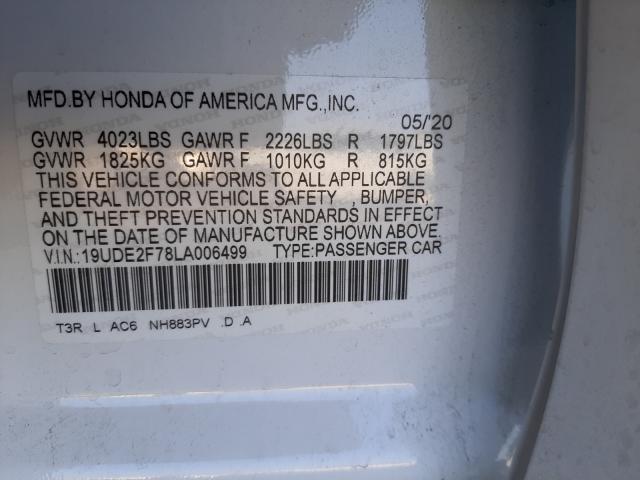 MFD.BY HONDA OF AMERICA MFG.,INC.
05/'20
GVWR 4023LBS GAWR F 2226LBS R 1797LBS
GVWR 1825KG GAWR F 1010KG R 815KG
THIS VEHICLE CONFORMS TO ALL APPLICABLE
FEDERAL MOTOR VEHICLE SAFETY , BUMPER,
AND THEFT PREVENTION STANDARDS IN EFFECT
ON THE DATE OF MANUFACTURE SHOWN ABOVE.
V.I.N.:19UDE2F78LA006499 TYPE:PASSENGER CAR
T3R L AC6 NH883PV .D .A